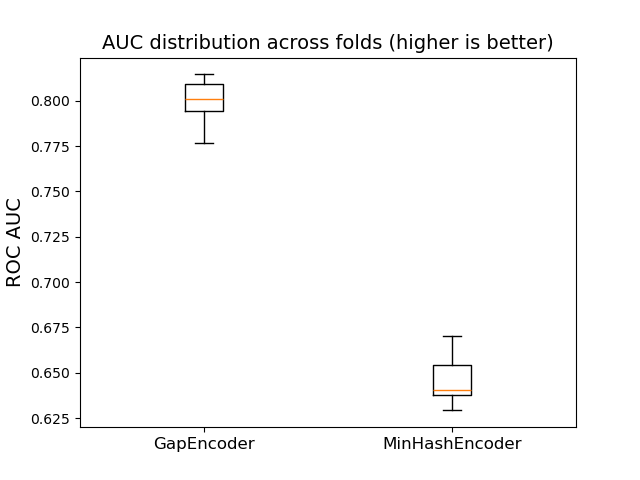 AUC distribution across folds (higher is better)
ROC AUC
0.800
0.775
0.750
0.725
0.700
0.675
0.650
0.625
GapEncoder
MinHashEncoder